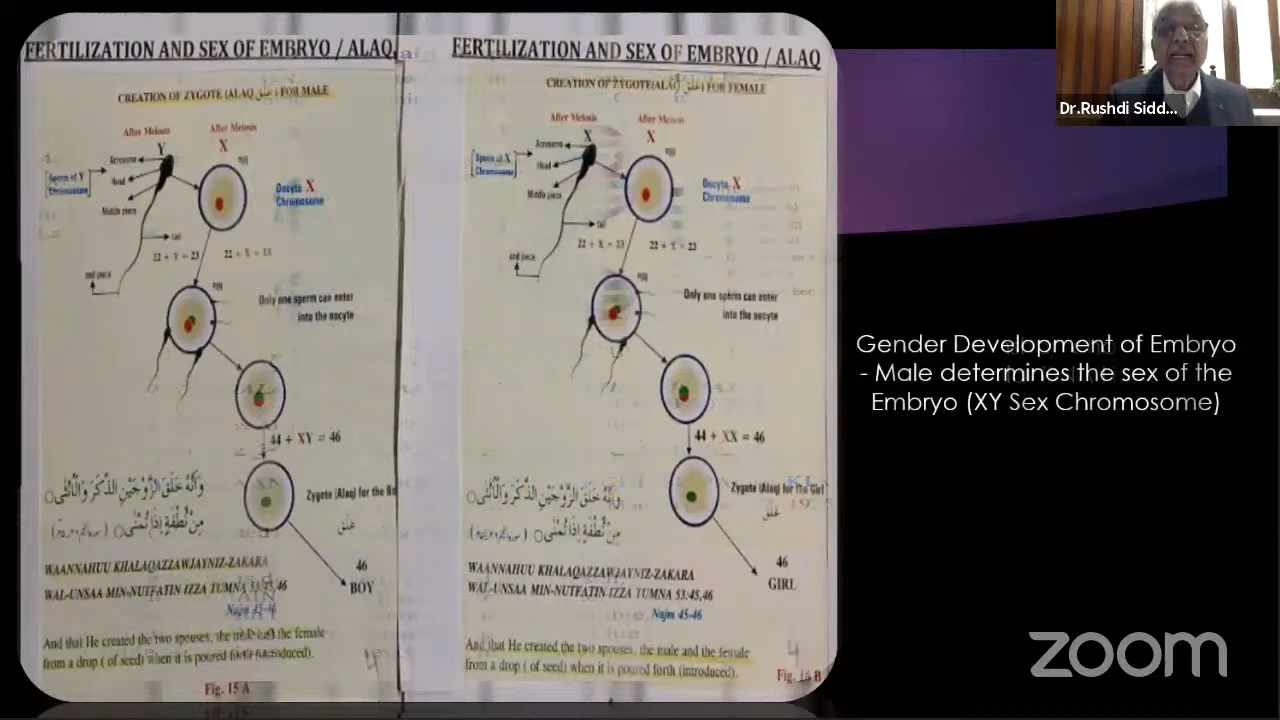 FERTILIZATION AND SEX OF EMBRYO / ALAQ
CREATION OF ZYGOTE (ALAQ علق) FOR MALE
After Meiosis
Y
After Meiosis
X
Acrosome
Head
Middle piece
Sperm of Y
Chromosome
egg
Oocyte X
Chromosome
tail
22 + Y = 23
22 + X = 23
end piece
egg
Only one sperm can enter
into the oocyte
44 + XY = 46
وَأَنَّهُ خَلَقَ الزَّوْجَيْنِ الذَّكَرَ وَالْأُنْثَى
مِنْ نُطْفَةٍ إِذَا تُمْنَى
Zygote (Alaq) for the Bo
علق
46
BOY
WAANNAHUU KHALAQAZZAWJAYNIZ-ZAKARA
WAL-UNSAA MIN-NUTFATIN IZZA TUMNA 53:45,46
Najm 45-46
And that He created the two spouses, the male and the female
from a drop ( of seed) when it is poured forth (introduced).
Fig. 15 A
FERTILIZATION AND SEX OF EMBRYO / ALAQ
CREATION OF ZYGOTE(ALAQ علق) FOR FEMALE
After Meiosis
X
After Meiosis
X
Acrosome
Head
Middle piece
Sperm of X
Chromosome
egg
Oocyte X
Chromosome
tail
22 + X = 23
22 + X = 23
end piece
egg
Only one sphrm can enter
into the oocyte
44 + XX = 46
وَأَنَّهُ خَلَقَ الزَّوْجَيْنِ الذَّكَرَ وَالْأُنْثَى
مِنْ نُطْفَةٍ إِذَا تُمْنَى
Zygote (Alaq) for The Girl
علق
46
GIRL
WAANNAHUU KHALAQAZZAWJAYNIZ-ZAKARA
WAL-UNSAA MIN-NUTFATIN IZZA TUMNA 53:45,46
Najm 45-46
And that He created the two spouses, the male and the female
from a drop ( of seed) when it is poured forth (introduced).
Fig. 16 B
Dr.Rushdi Sidd...
Gender Development of Embryo
- Male determines the sex of the
Embryo (XY Sex Chromosome)
zoom